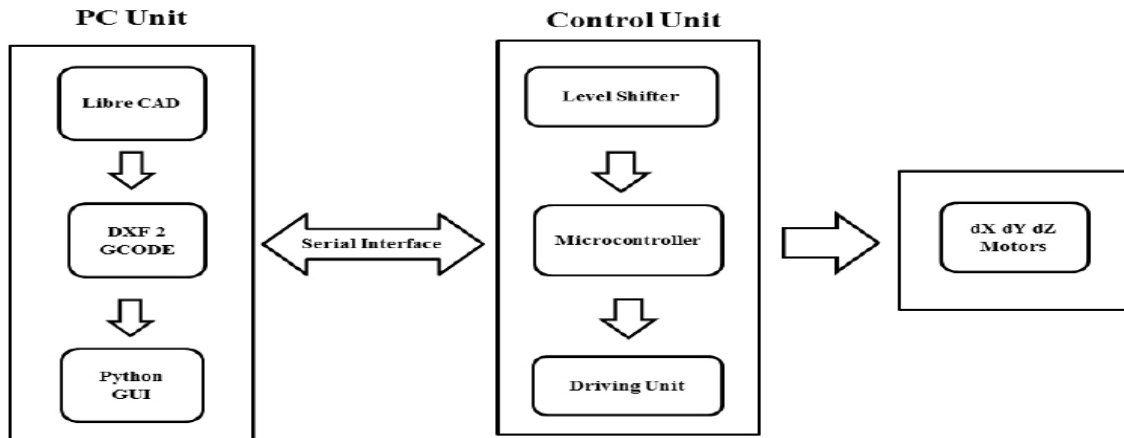 PC Unit
Control Unit
Libre CAD
DXF 2
GCODE
Python
GUI
Serial Interface
Level Shifter
Microcontroller
Driving Unit
dX dY dZ
Motors